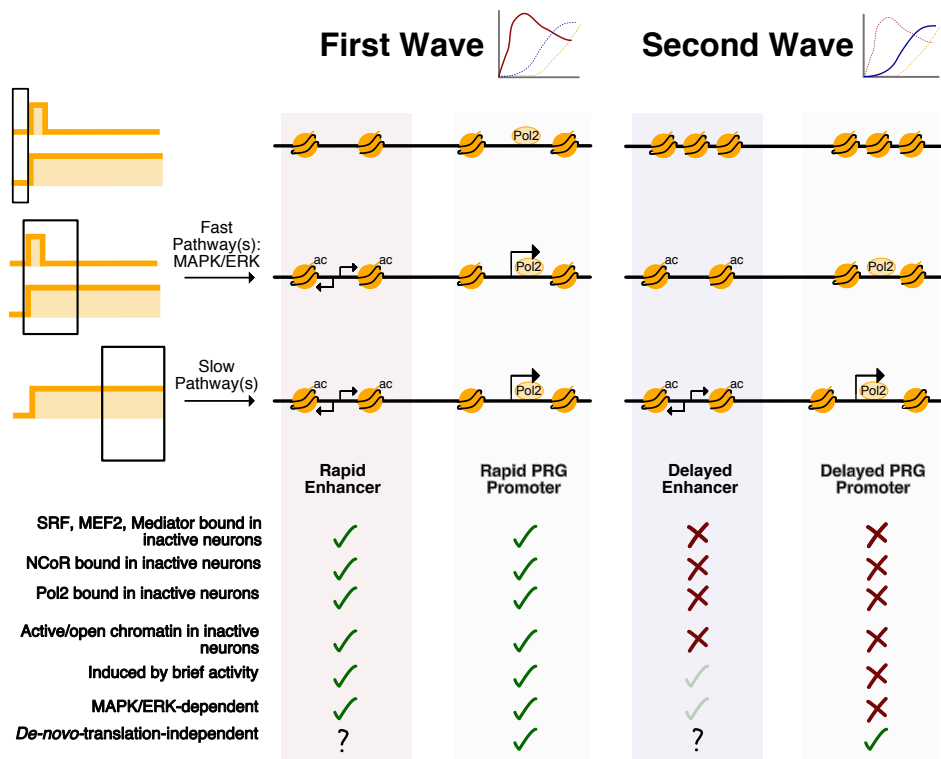 First Wave
Second Wave
Pol2
Fast
Pathway(s):
MAPK/ERK
ac
ac
Pol2
ac
ac
Pol2
Slow
Pathway(s)
ac
ac
Pol2
ac
ac
Pol2
Rapid
Enhancer
Rapid PRG
Promoter
Delayed
Enhancer
Delayed PRG
Promoter
SRF, MEF2, Mediator bound in
inactive neurons
NCoR bound in inactive neurons
Pol2 bound in inactive neurons
Active/open chromatin in inactive
neurons
Induced by brief activity
MAPK/ERK-dependent
De-novo-translation-independent
?
?